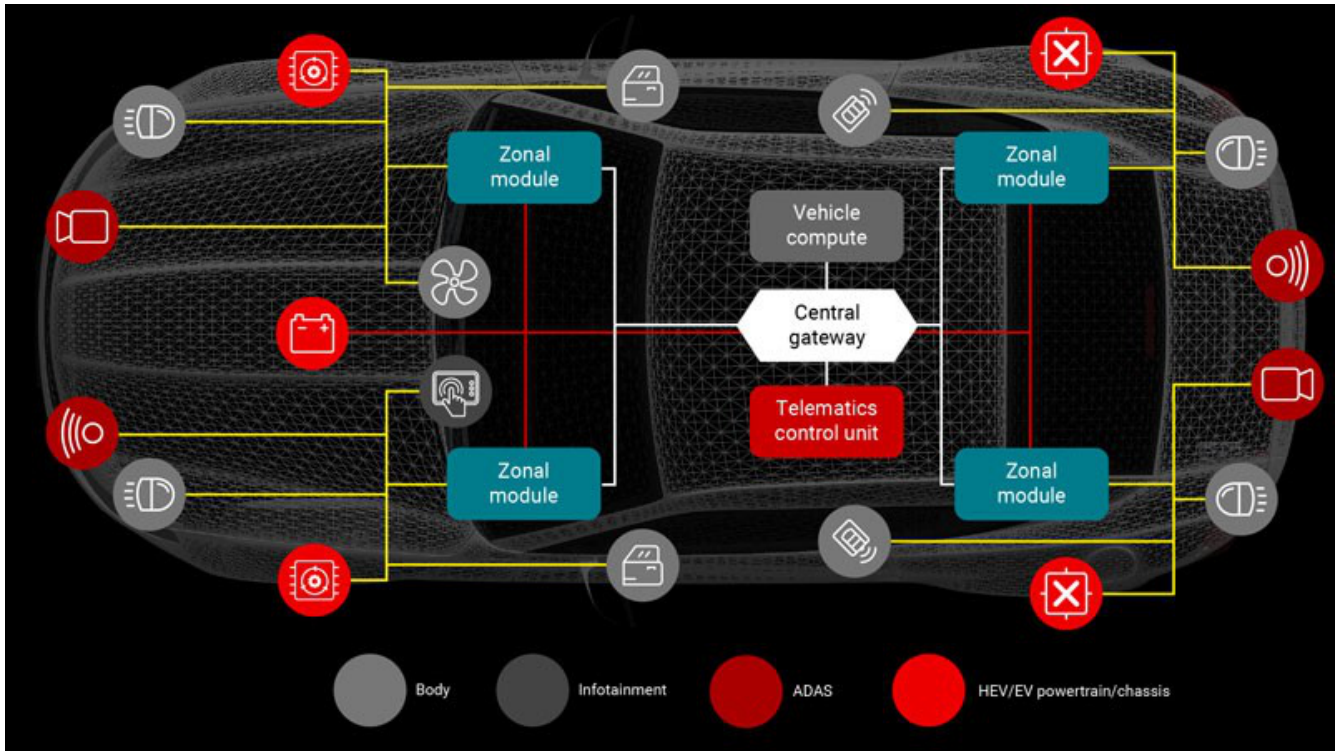 Zonal
module
Zonal
module
Vehicle
compute
Central
gateway
Telematics
control unit
Zonal
module
Zonal
module
Body
Infotainment
ADAS
HEV/EV powertrain/chassis